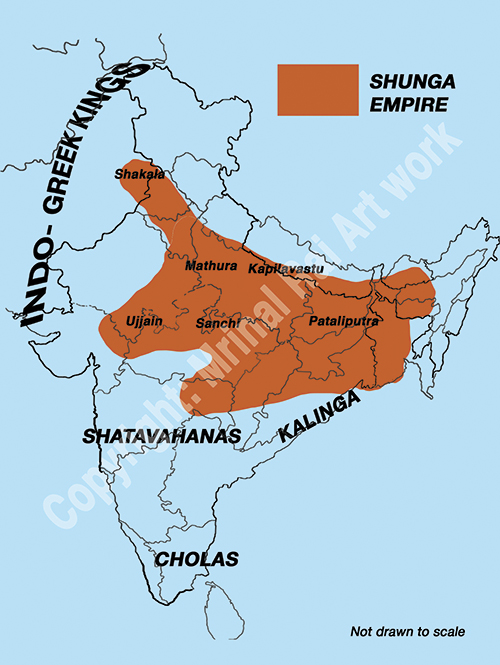 SHUNGA
EMPIRE
INDO- GREEK KINGS
Shakala
Mathura
Kapilavastu
Ujjain
Sanchi
Pataliputra
SHATAVAHANAS
KALINGA
CHOLAS
Copyright: Mrinal Rai Art work
Not drawn to scale